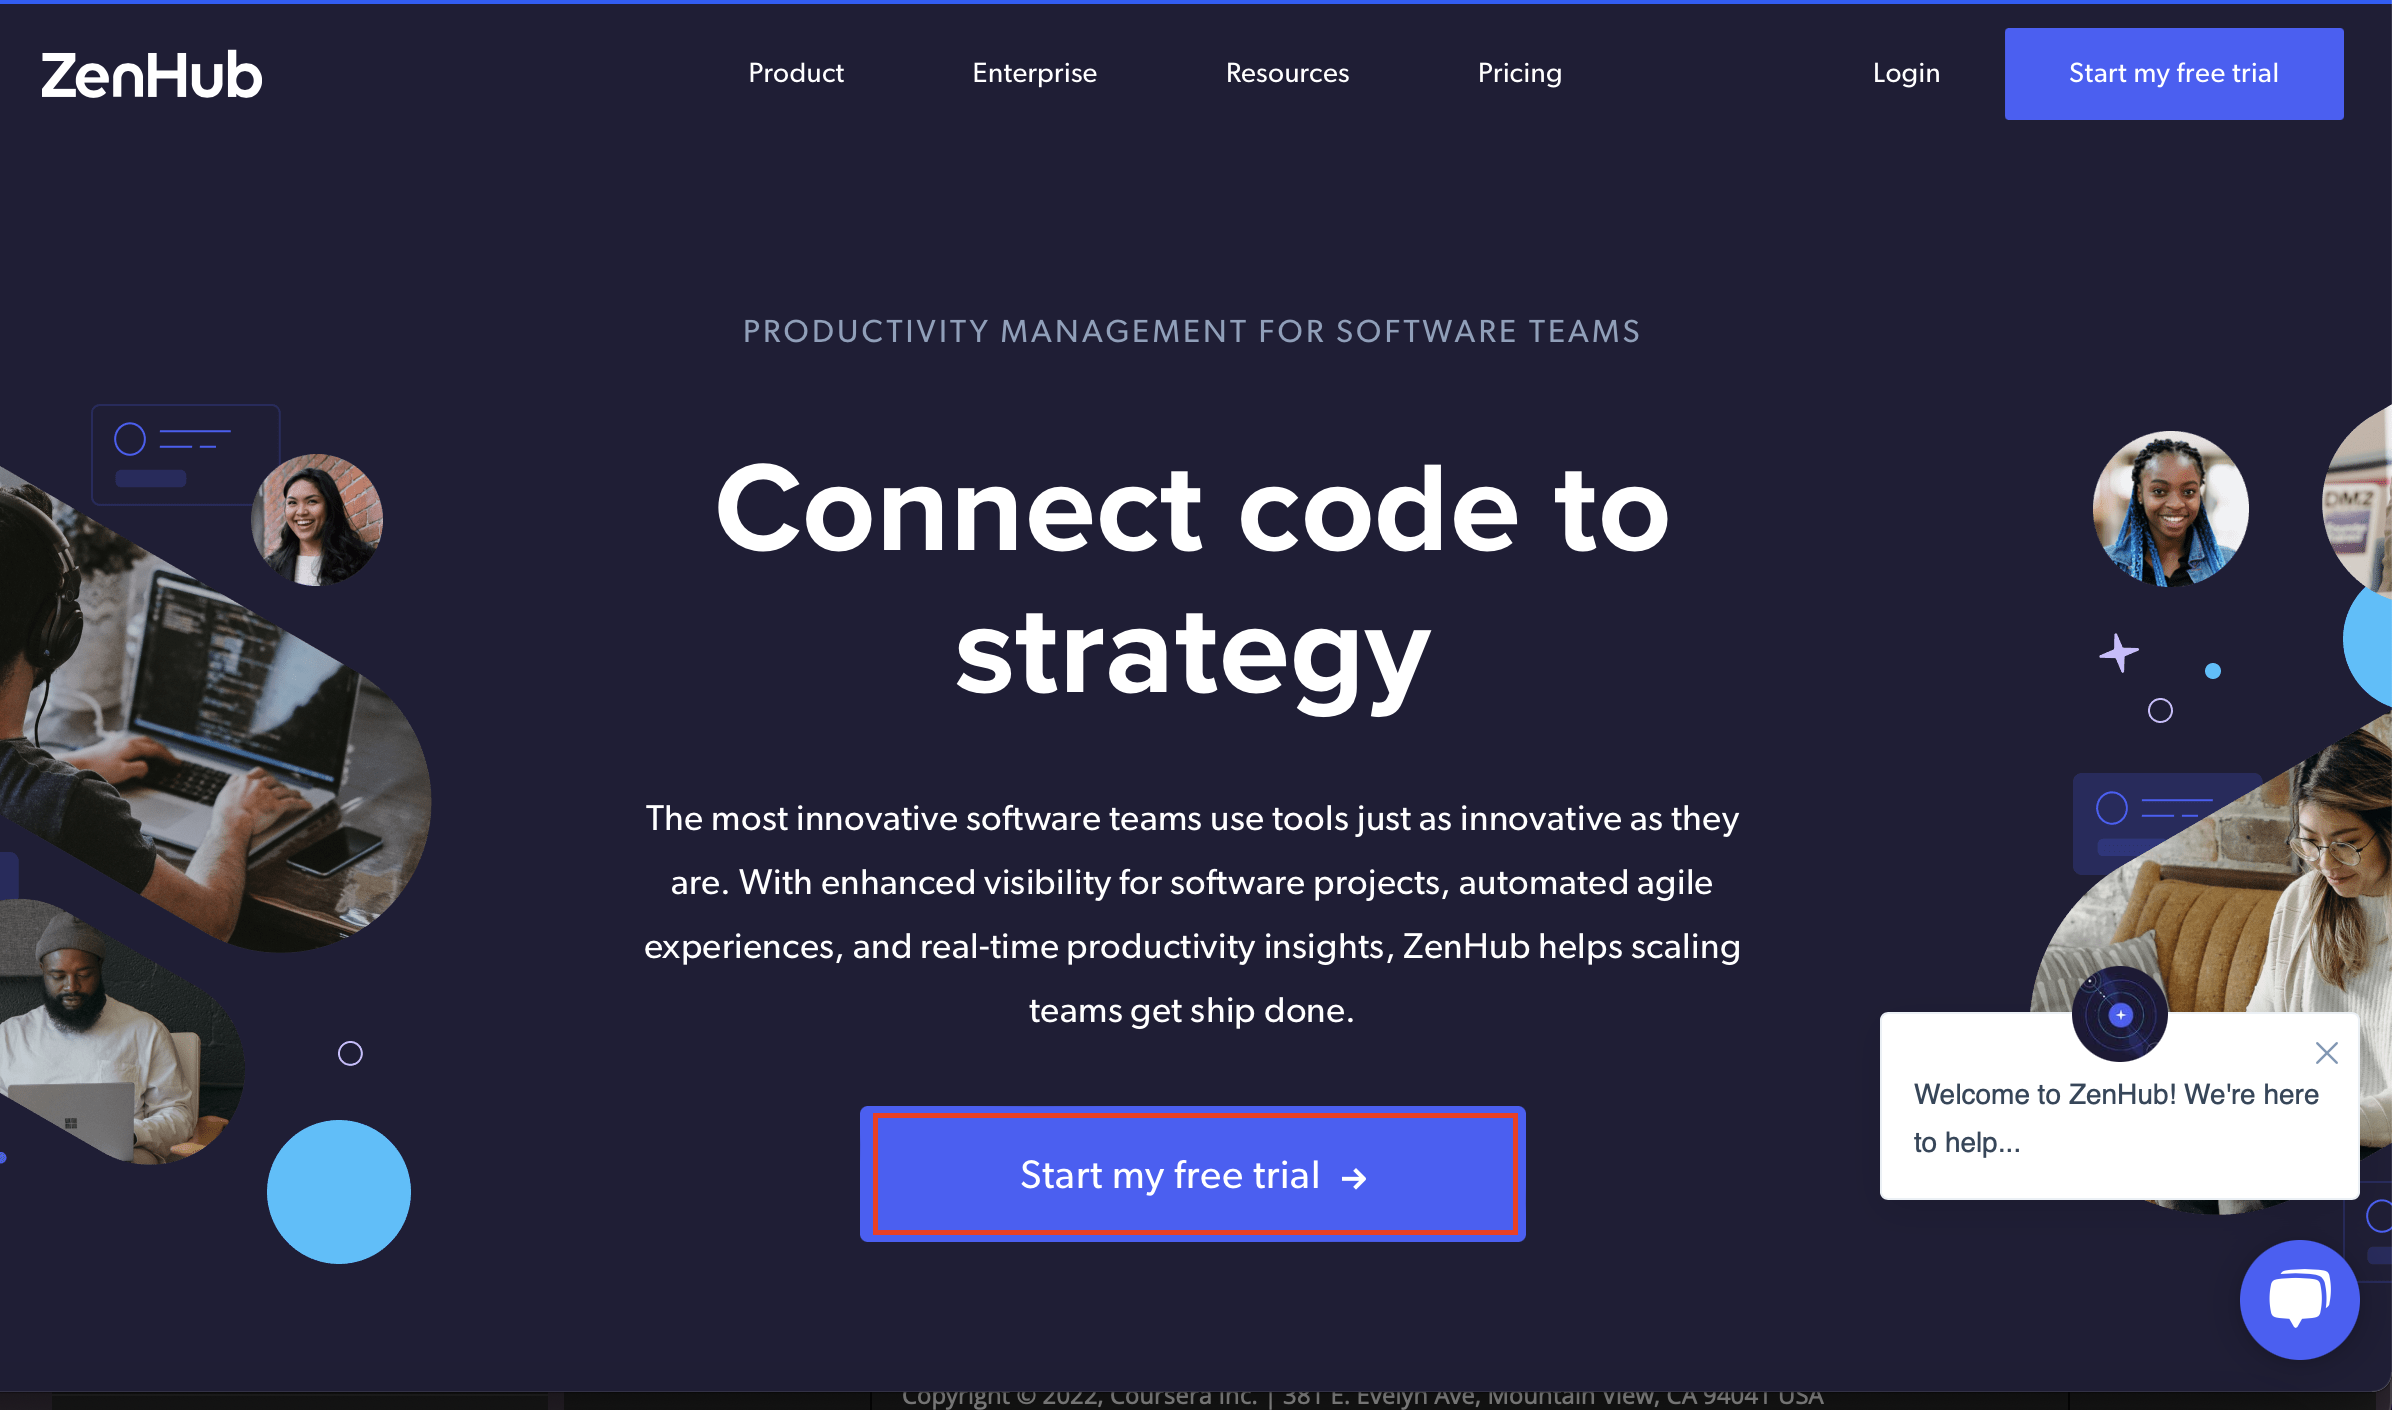 ZenHub
Product Enterprise Resources Pricing Login Start my free trial
PRODUCTIVITY MANAGEMENT FOR SOFTWARE TEAMS
Connect code to
strategy
The most innovative software teams use tools just as innovative as they
are. With enhanced visibility for software projects, automated agile
experiences, and real-time productivity insights, ZenHub helps scaling
teams get ship done.
Start my free trial →
DMZ
Welcome to ZenHub! We're here
to help...
Copyright © 2022, Coursera Inc. | 381 E. Evelyn Ave, Mountain View, CA 94041 USA